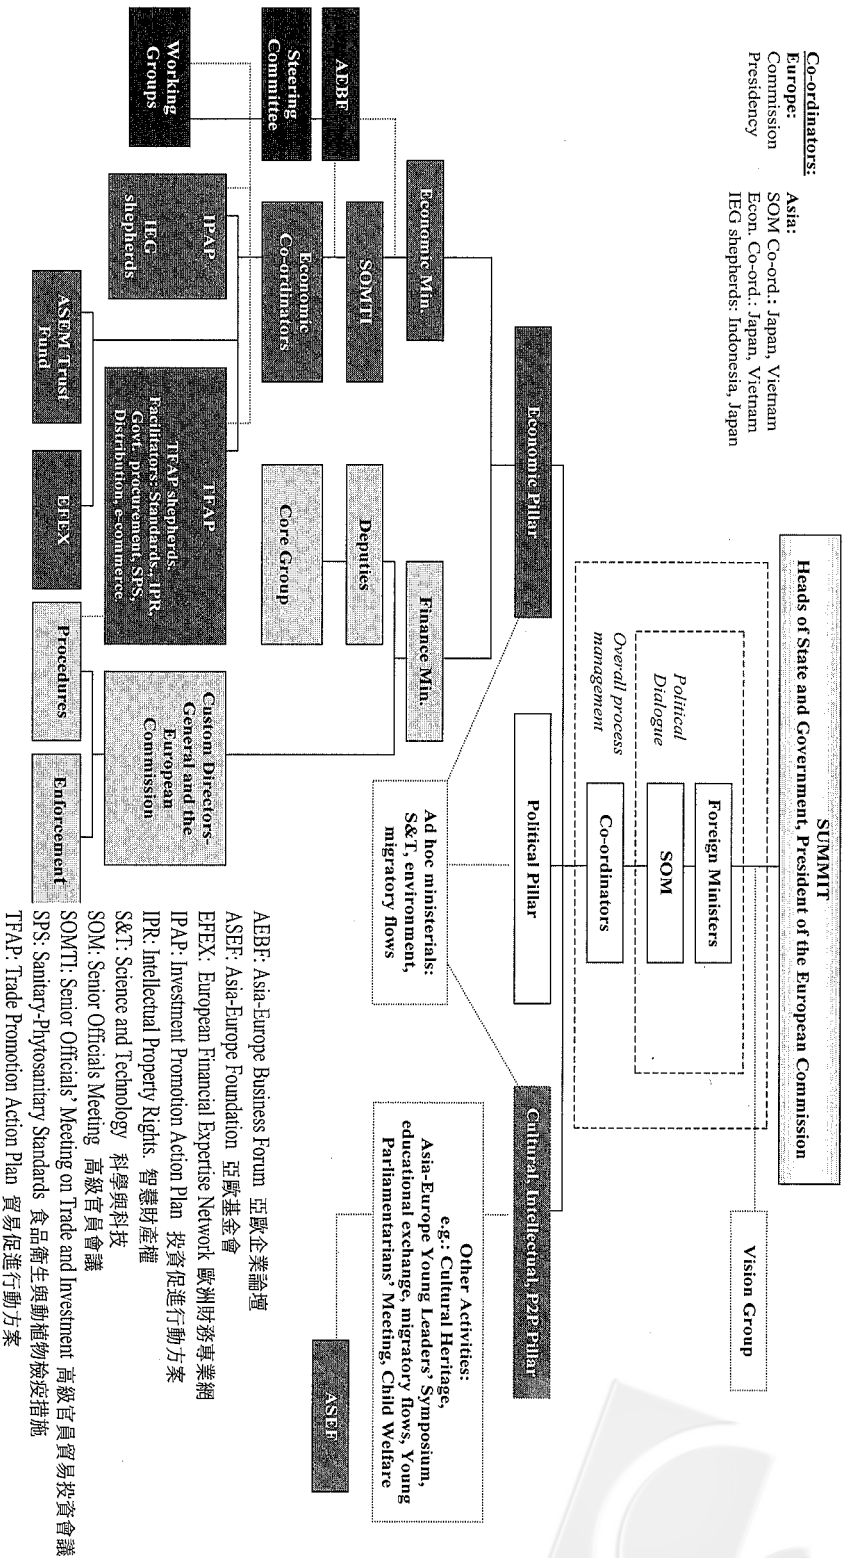 SUMMIT
Heads of State and Government, President of the European Commission
Co-ordinators:
Europe:
Commission
Presidency
Asia:
SOM Co-ord.: Japan, Vietnam
Econ. Co-ord.: Japan, Vietnam
IEG shepherds: Indonesia, Japan
Vision Group
Foreign Ministers
Political
Dialogue
SOM
Overall process
management
Co-ordinators
Economic Pillar
Political Pillar
Cultural, Intellectual, P2P Pillar
Economic Min.
Finance Min.
Ad hoc ministerials:
S&T, environment,
migratory flows
Other Activities:
e.g.: Cultural Heritage,
Asia-Europe Young Leaders' Symposium,
educational exchange, migratory flows, Young
Parliamentarians' Meeting, Child Welfare
AEBF
SOMTI
Deputies
Steering
Committee
Economic
Co-ordinators
Core Group
ASEF
Working
Groups
IPAP
IEG
shepherds
TFAP
TFAP shepherds.
Facilitators: Standards., IPR,
Govt. procurement, SPS,
Distribution, e-commerce
Custom Directors-
General and the
European
Commission
ASEM Trust
Fund
EFEX
Procedures
Enforcement
AEBF: Asia-Europe Business Forum 亞歐企業論壇
ASEF: Asia-Europe Foundation 亞歐基金會
EFEX: European Financial Expertise Network 歐洲財務專業網
IPAP: Investment Promotion Action Plan 投資促進行動方案
IPR: Intellectual Property Rights. 智慧財產權
S&T: Science and Technology 科學與科技
SOM: Senior Officials Meeting 高級官員會議
SOMTI: Senior Officials' Meeting on Trade and Investment 高級官員貿易投資會議
SPS: Sanitary-Phytosanitary Standards 食品衛生與動植物檢疫措施
TFAP: Trade Promotion Action Plan 貿易促進行動方案